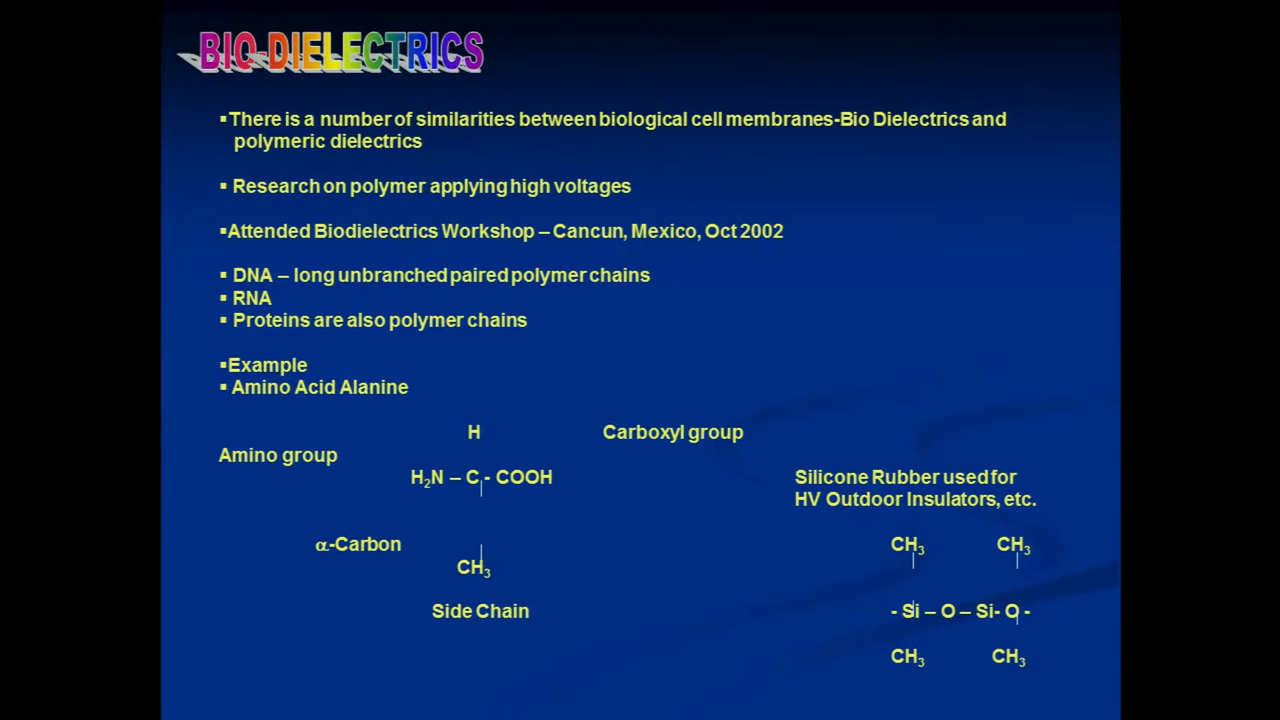 BIO-DIELECTRICS
▪There is a number of similarities between biological cell membranes-Bio Dielectrics and
polymeric dielectrics
▪ Research on polymer applying high voltages
▪Attended Biodielectrics Workshop – Cancun, Mexico, Oct 2002
▪ DNA – long unbranched paired polymer chains
▪ RNA
▪ Proteins are also polymer chains
▪Example
▪ Amino Acid Alanine
H Carboxyl group
Amino group
H₂N – C - COOH Silicone Rubber used for
HV Outdoor Insulators, etc.
α-Carbon CH₃ CH₃
CH₃
Side Chain - Si – O – Si- O -
CH₃ CH₃